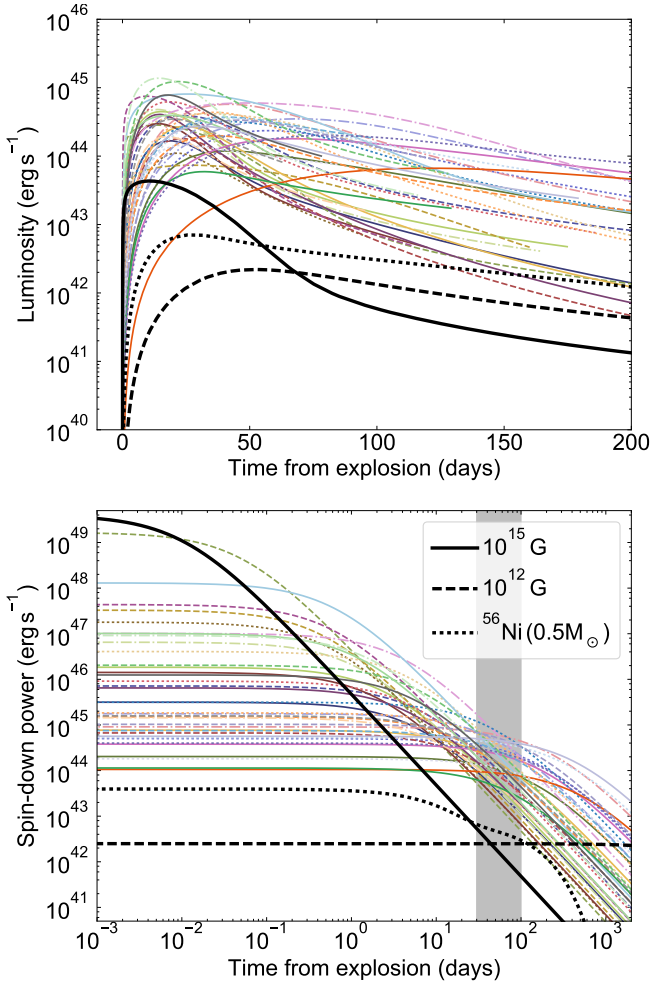 10^46
10^45
10^44
10^43
10^42
10^41
10^40
Luminosity (erg s^−1)
0 50 100 150 200
Time from explosion (days)
10^49
10^48
10^47
10^46
10^45
10^44
10^43
10^42
10^41
Spin-down power (erg s^−1)
10^15 G
10^12 G
^56Ni (0.5M_⊙)
10^−3 10^−2 10^−1 10^0 10^1 10^2 10^3
Time from explosion (days)